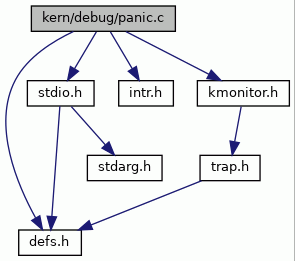 kern/debug/panic.c
stdio.h
intr.h
kmonitor.h
stdarg.h
trap.h
defs.h